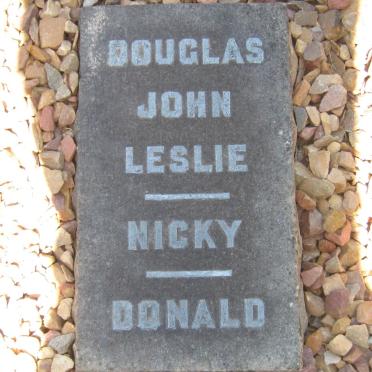 DOUGLAS
JOHN
LESLIE
NICKY
DONALD